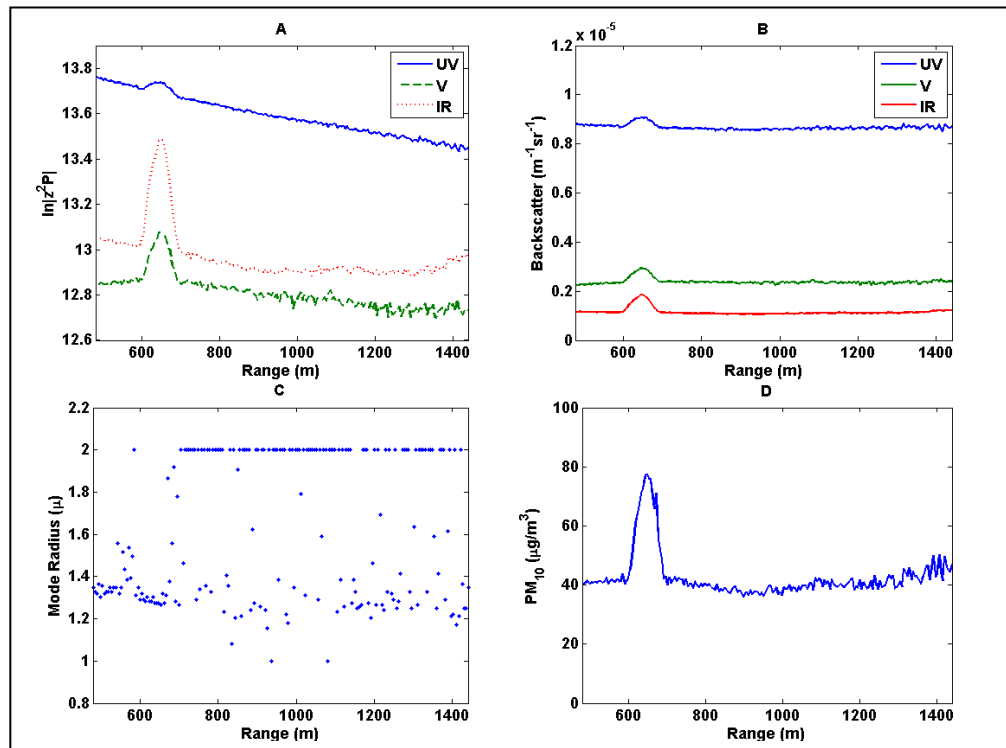 A
13.8
13.6
13.4
13.2
13
12.8
12.6
ln|z²P|
UV
V
IR
600
800
1000
1200
1400
Range (m)
B
x 10⁻⁵
1.2
1
0.8
0.6
0.4
0.2
0
Backscatter (m⁻¹sr⁻¹)
UV
V
IR
600
800
1000
1200
1400
Range (m)
C
2.2
2
1.8
1.6
1.4
1.2
1
0.8
Mode Radius (μ)
600
800
1000
1200
1400
Range (m)
D
100
80
60
40
20
0
PM₁₀ (μg/m³)
600
800
1000
1200
1400
Range (m)